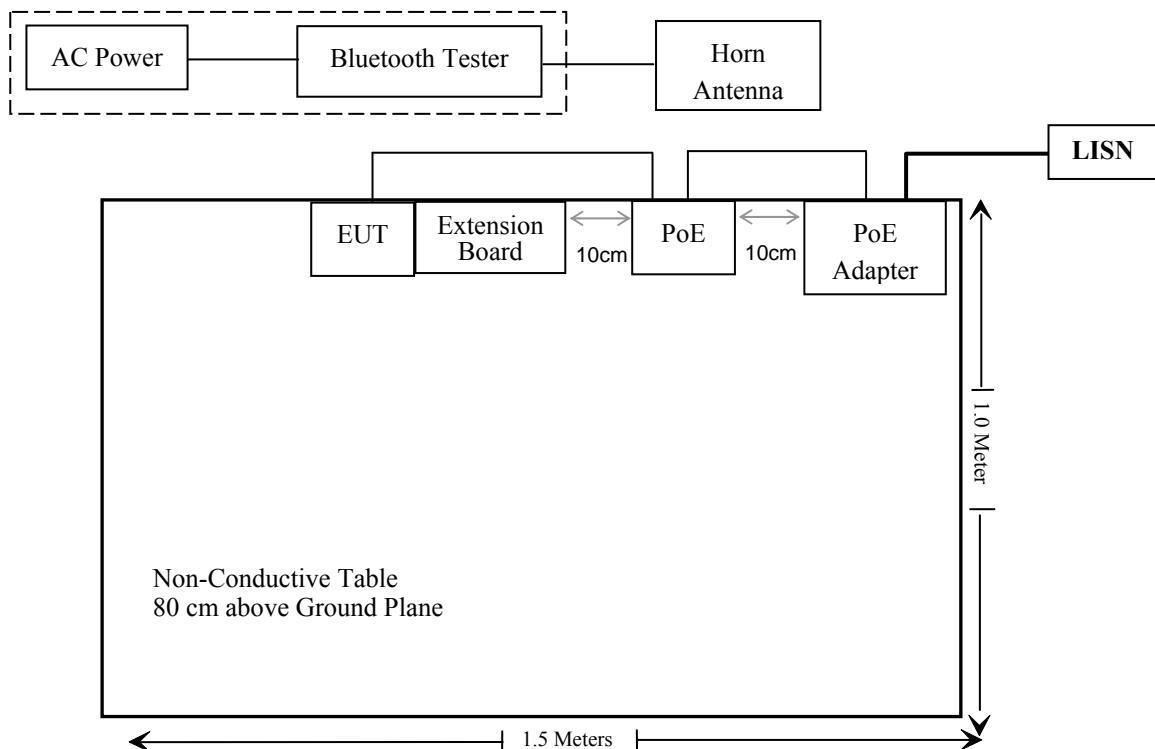 AC Power
Bluetooth Tester
Horn
Antenna
LISN
EUT
Extension
Board
10cm
PoE
10cm
PoE
Adapter
1.0 Meter
Non-Conductive Table
80 cm above Ground Plane
1.5 Meters